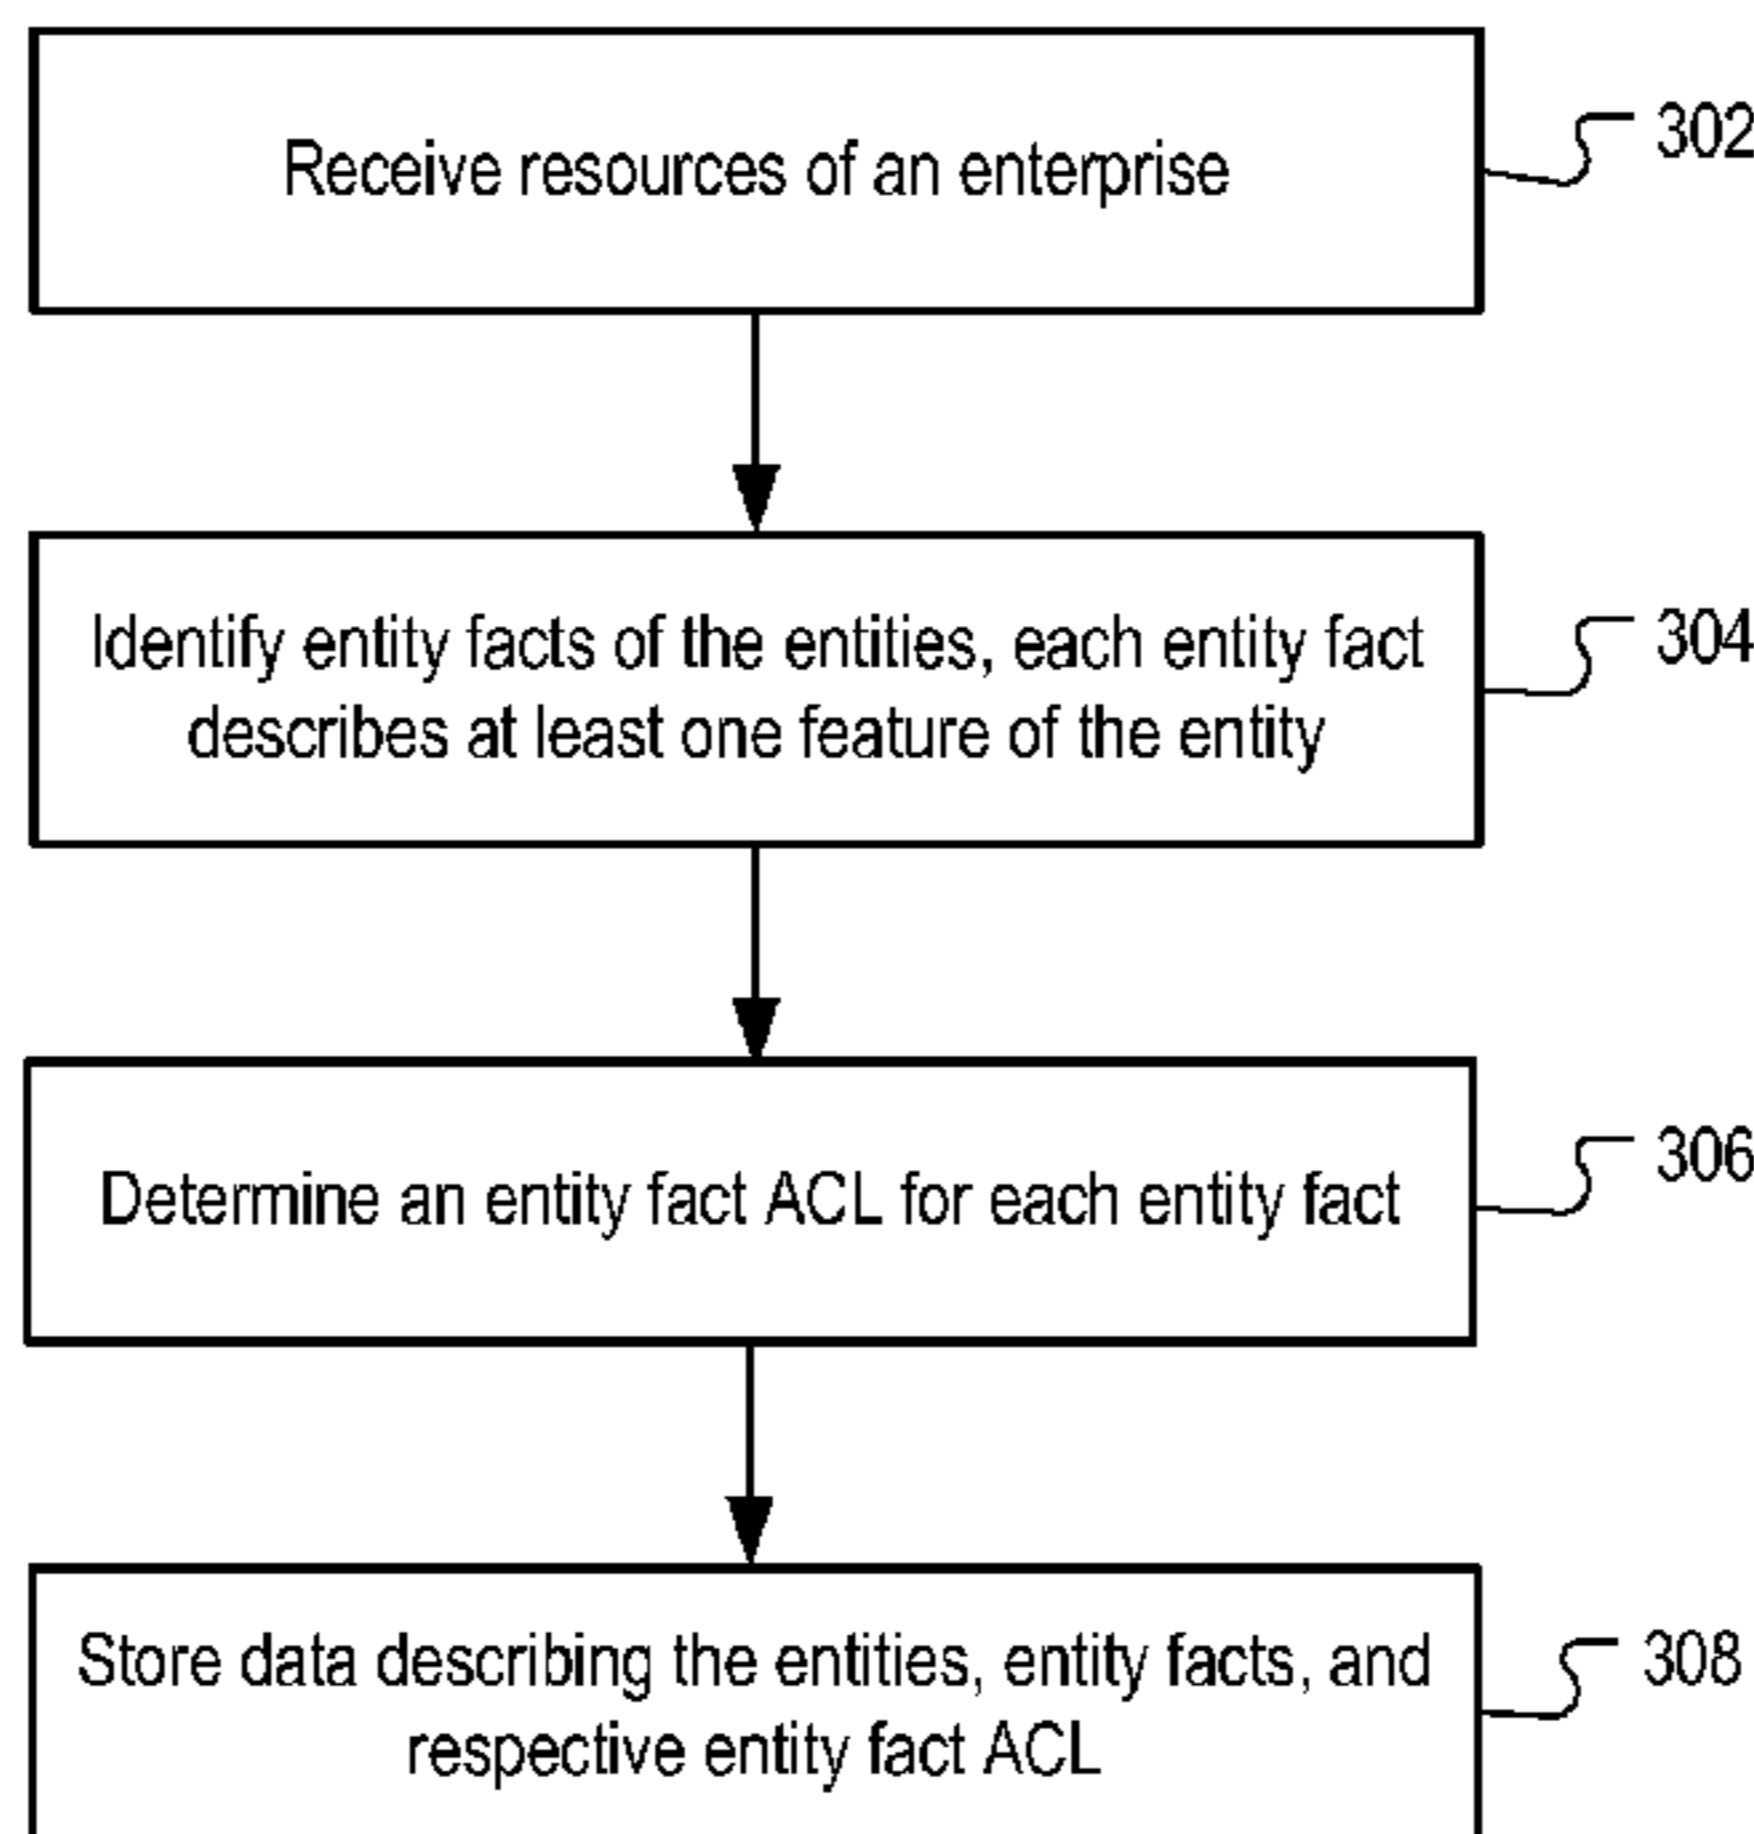 Receive resources of an enterprise
302
Identify entity facts of the entities, each entity fact
describes at least one feature of the entity
304
Determine an entity fact ACL for each entity fact
306
Store data describing the entities, entity facts, and
respective entity fact ACL
308